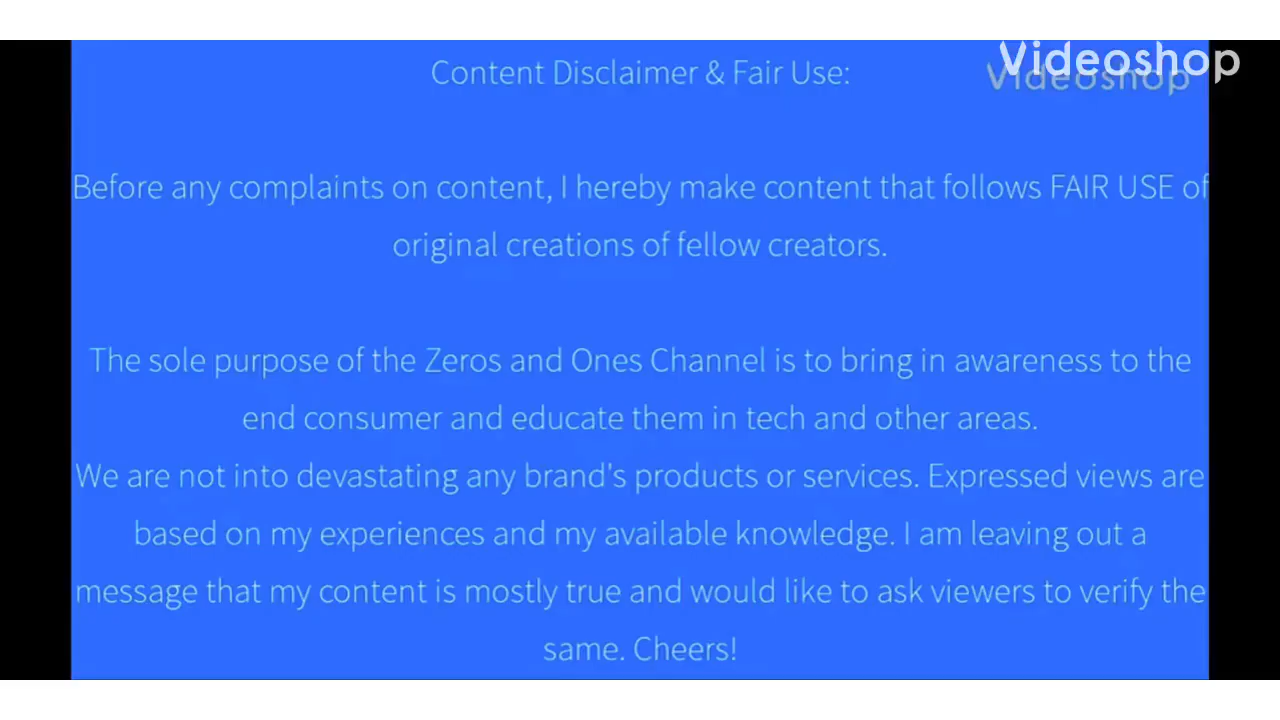 Videoshop
Videoshop
Content Disclaimer & Fair Use:
Before any complaints on content, I hereby make content that follows FAIR USE of
original creations of fellow creators.
The sole purpose of the Zeros and Ones Channel is to bring in awareness to the
end consumer and educate them in tech and other areas.
We are not into devastating any brand's products or services. Expressed views are
based on my experiences and my available knowledge. I am leaving out a
message that my content is mostly true and would like to ask viewers to verify the
same. Cheers!